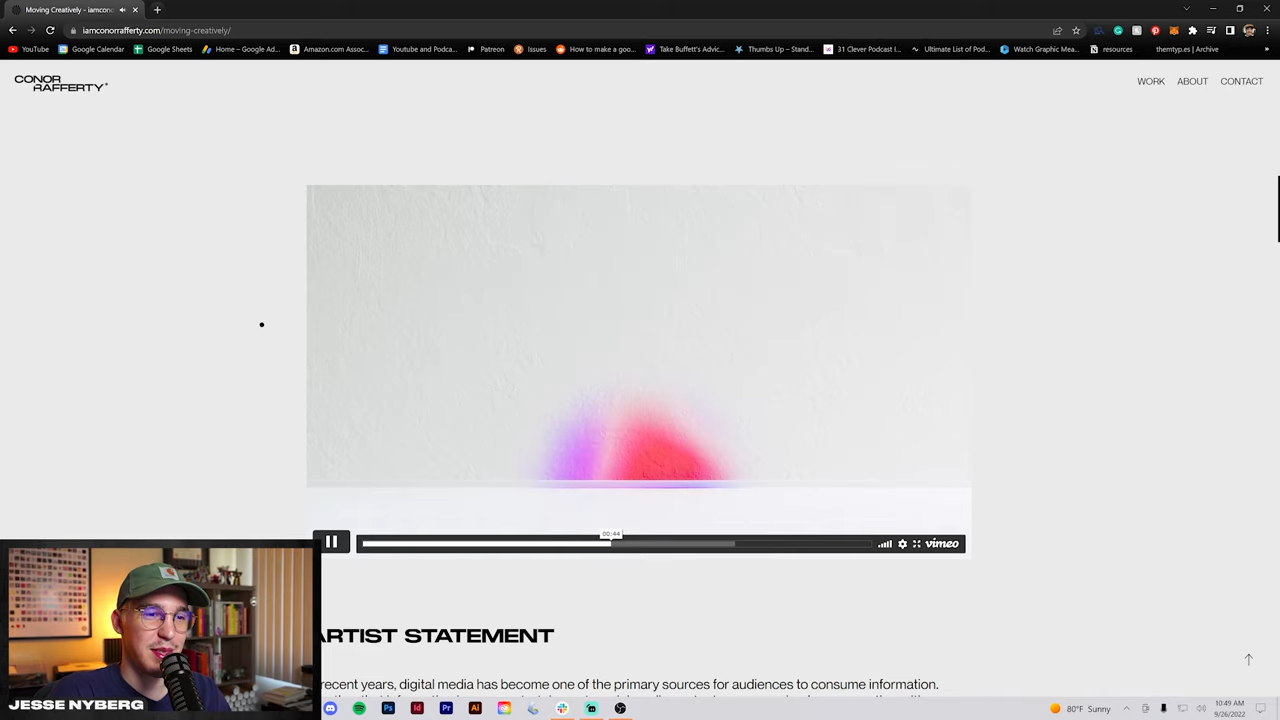 Moving Creatively - iamcono
iamconorrafferty.com/moving-creatively/
YouTube
Google Calendar
Google Sheets
Home – Google Ad...
Amazon.com Assoc...
Youtube and Podca...
Patreon
Issues
How to make a goo...
Take Buffett's Advic...
Thumbs Up – Stand...
31 Clever Podcast I...
Ultimate List of Pod...
Watch Graphic Mea...
resources
themtyp.es | Archive
»
CONOR
RAFFERTY
WORK ABOUT CONTACT
00:44
vimeo
ARTIST STATEMENT
recent years, digital media has become one of the primary sources for audiences to consume information.
JESSE NYBERG
80°F Sunny
10:49 AM
9/26/2022